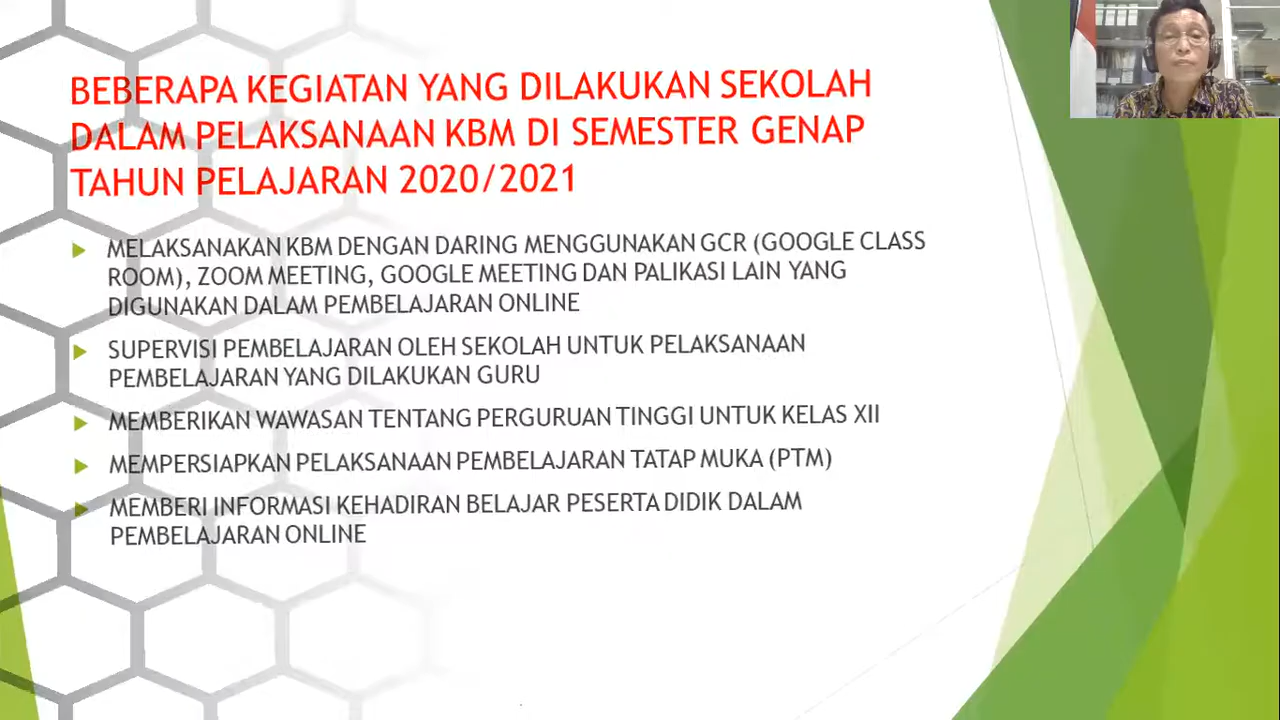 BEBERAPA KEGIATAN YANG DILAKUKAN SEKOLAH
DALAM PELAKSANAAN KBM DI SEMESTER GENAP
TAHUN PELAJARAN 2020/2021
MELAKSANAKAN KBM DENGAN DARING MENGGUNAKAN GCR (GOOGLE CLASS
ROOM), ZOOM MEETING, GOOGLE MEETING DAN PALIKASI LAIN YANG
DIGUNAKAN DALAM PEMBELAJARAN ONLINE
SUPERVISI PEMBELAJARAN OLEH SEKOLAH UNTUK PELAKSANAAN
PEMBELAJARAN YANG DILAKUKAN GURU
MEMBERIKAN WAWASAN TENTANG PERGURUAN TINGGI UNTUK KELAS XII
MEMPERSIAPKAN PELAKSANAAN PEMBELAJARAN TATAP MUKA (PTM)
MEMBERI INFORMASI KEHADIRAN BELAJAR PESERTA DIDIK DALAM
PEMBELAJARAN ONLINE